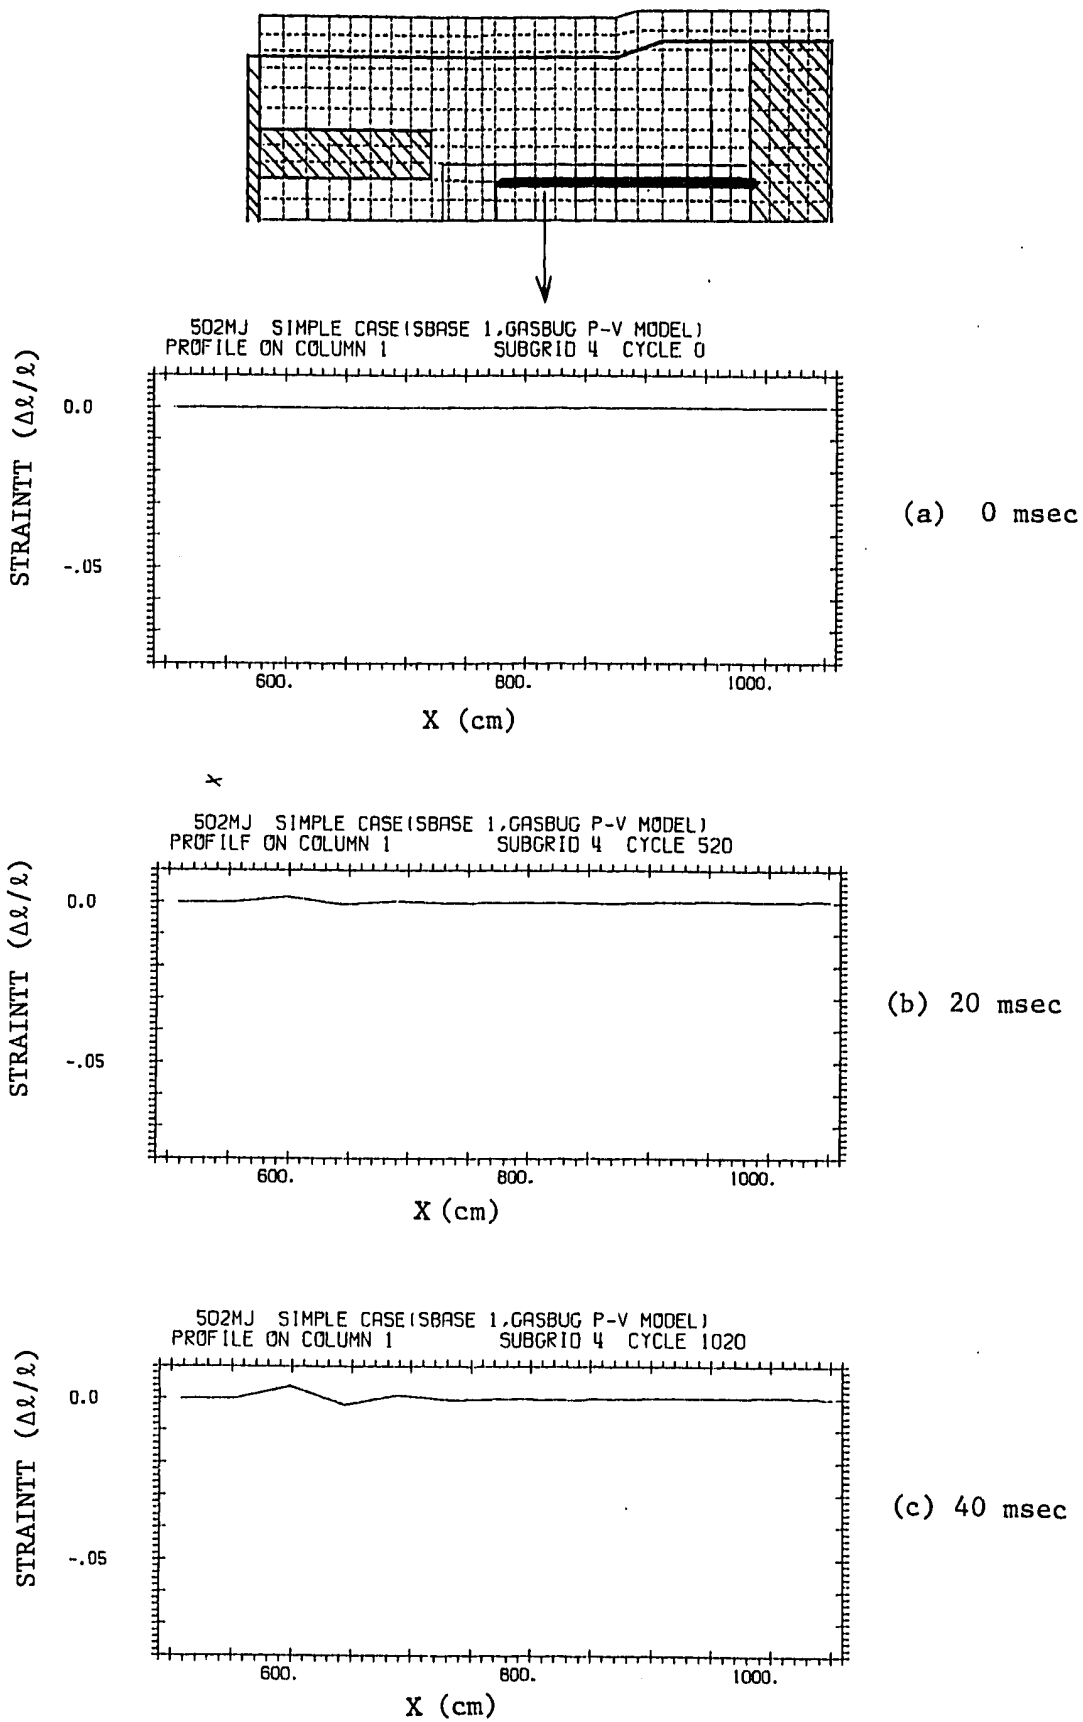 502MJ SIMPLE CASE(SBASE 1,GASBUG P-V MODEL)
PROFILE ON COLUMN 1 SUBGRID 4 CYCLE 0
STRAINTT (Δℓ/ℓ)
0.0
-.05
600. 800. 1000.
X (cm)
(a) 0 msec
x
502MJ SIMPLE CASE(SBASE 1,GASBUG P-V MODEL)
PROFILF ON COLUMN 1 SUBGRID 4 CYCLE 520
STRAINTT (Δℓ/ℓ)
0.0
-.05
600. 800. 1000.
X (cm)
(b) 20 msec
502MJ SIMPLE CASE(SBASE 1,GASBUG P-V MODEL)
PROFILE ON COLUMN 1 SUBGRID 4 CYCLE 1020
STRAINTT (Δℓ/ℓ)
0.0
-.05
600. 800. 1000.
X (cm)
(c) 40 msec